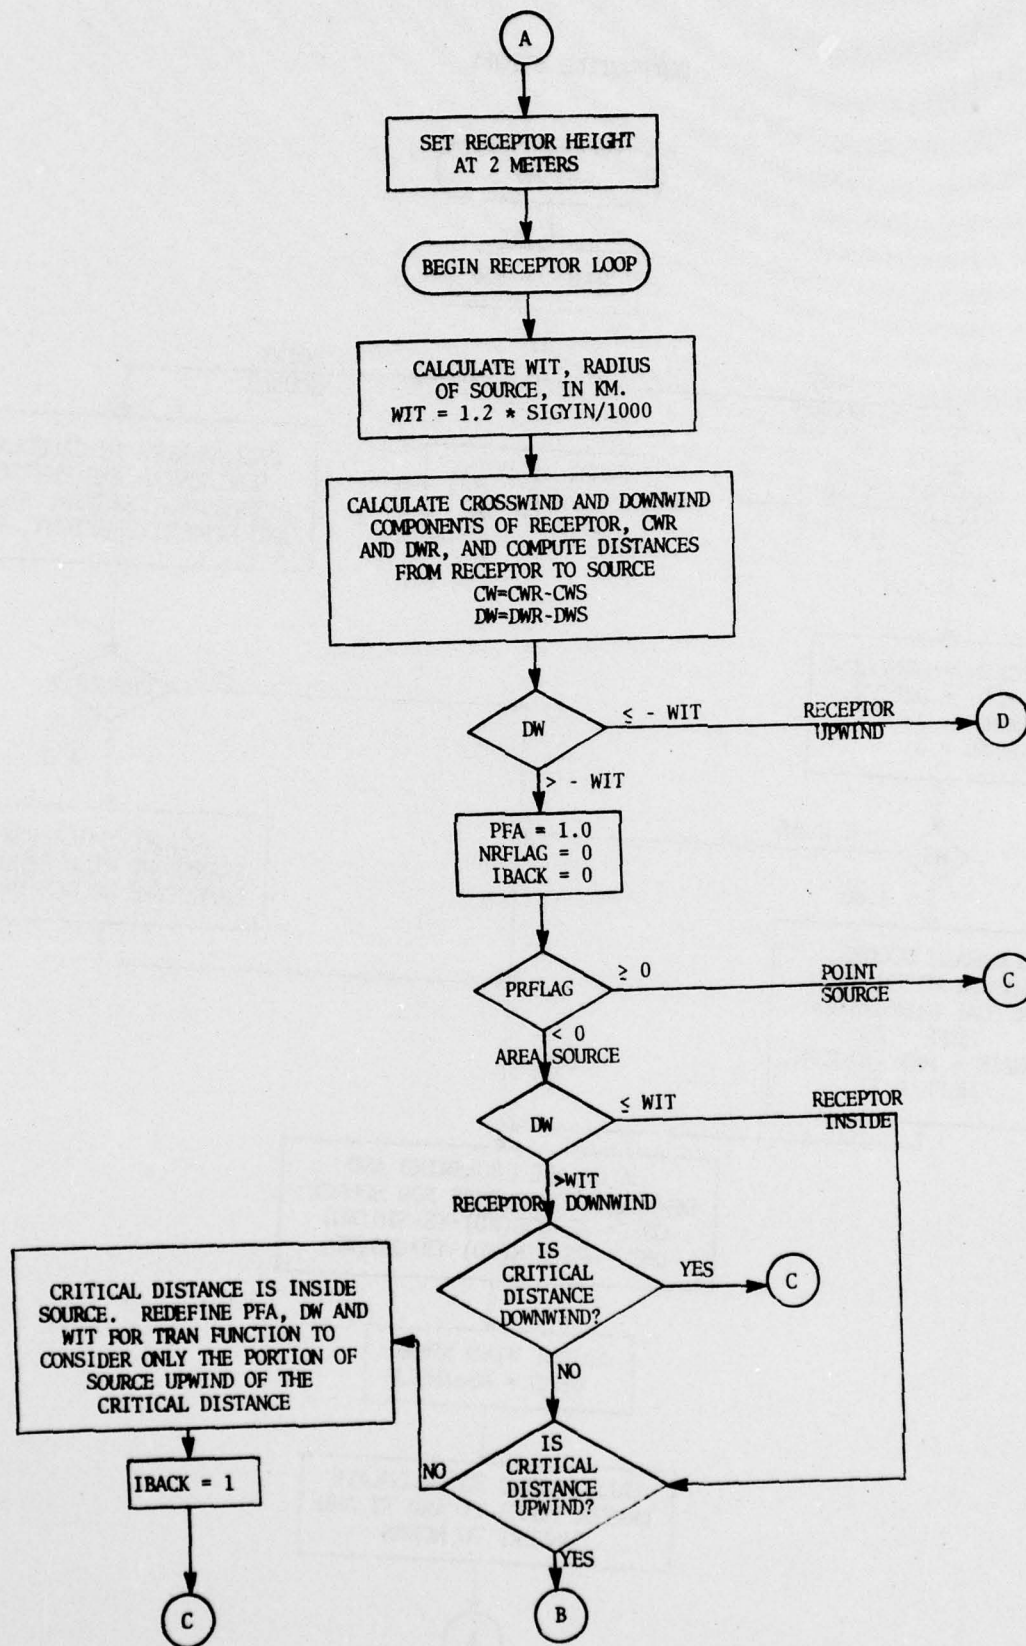 A
SET RECEPTOR HEIGHT
AT 2 METERS
BEGIN RECEPTOR LOOP
CALCULATE WIT, RADIUS
OF SOURCE, IN KM.
WIT = 1.2 * SIGYIN/1000
CALCULATE CROSSWIND AND DOWNWIND
COMPONENTS OF RECEPTOR, CWR
AND DWR, AND COMPUTE DISTANCES
FROM RECEPTOR TO SOURCE
CW=CWR-CWS
DW=DWR-DWS
DW
≤ - WIT
RECEPTOR
UPWIND
D
> - WIT
PFA = 1.0
NRFLAG = 0
IBACK = 0
PRFLAG
≥ 0
POINT
SOURCE
C
< 0
AREA SOURCE
DW
≤ WIT
RECEPTOR
INSIDE
>WIT
RECEPTOR DOWNWIND
IS
CRITICAL
DISTANCE
DOWNWIND?
YES
C
NO
CRITICAL DISTANCE IS INSIDE
SOURCE. REDEFINE PFA, DW AND
WIT FOR TRAN FUNCTION TO
CONSIDER ONLY THE PORTION OF
SOURCE UPWIND OF THE
CRITICAL DISTANCE
IS
CRITICAL
DISTANCE
UPWIND?
NO
IBACK = 1
YES
C
B